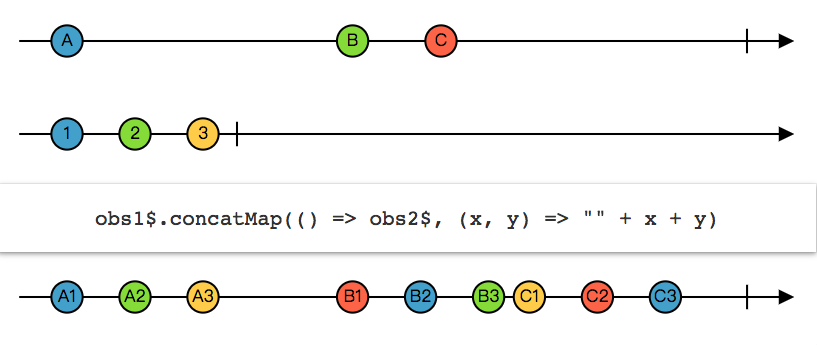 A B C
1 2 3
obs1$.concatMap(() => obs2$, (x, y) => "" + x + y)
A1 A2 A3 B1 B2 B3 C1 C2 C3